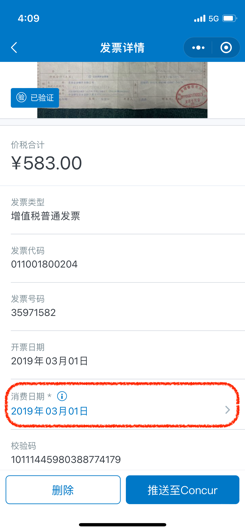 4:09
5G
发票详情
已验证
价税合计
¥583.00
发票类型
增值税普通发票
发票代码
011001800204
发票号码
35971582
开票日期
2019年03月01日
消费日期 *
2019年03月01日
校验码
10111445980388774179
删除
推送至Concur